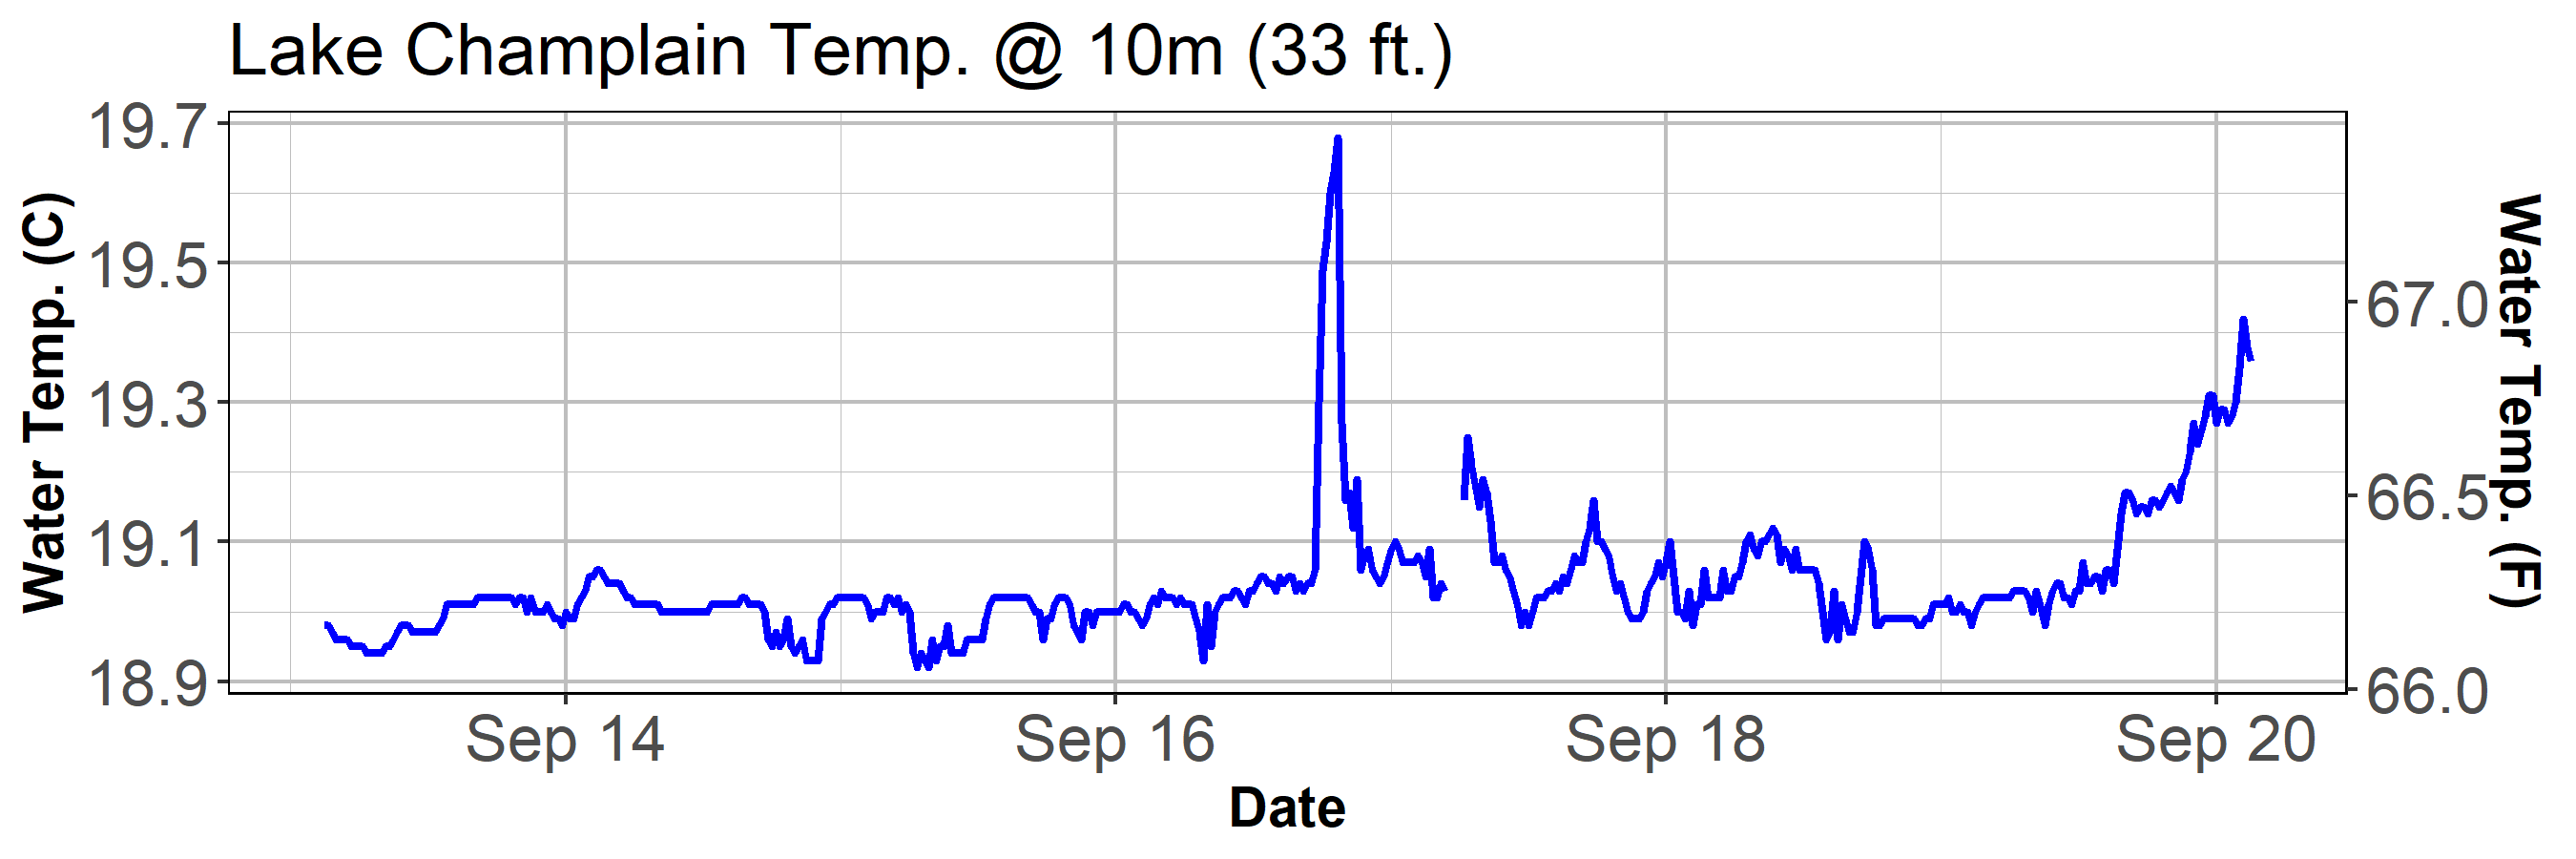 Lake Champlain Temp. @ 10m (33 ft.)
Water Temp. (C)
19.7
19.5
19.3
19.1
18.9
Water Temp. (F)
67.0
66.5
66.0
Sep 14
Sep 16
Sep 18
Sep 20
Date